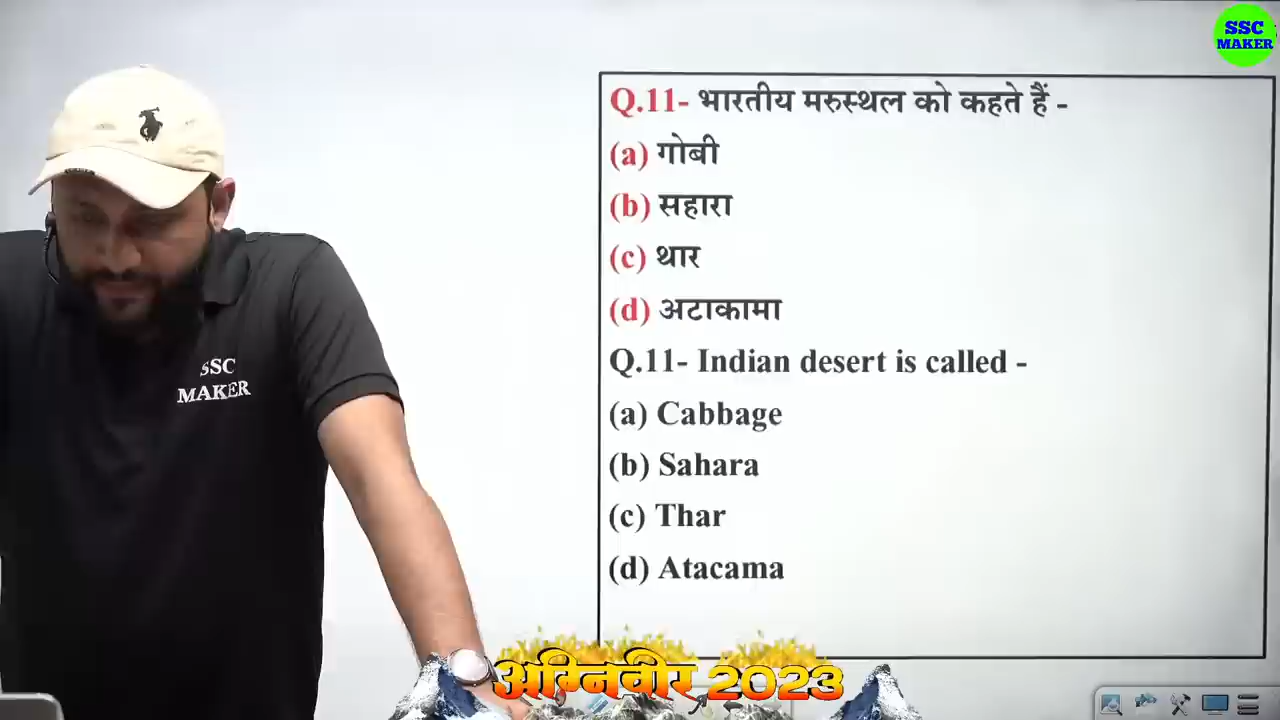 SSC
MAKER
Q.11- भारतीय मरुस्थल को कहते हैं -
(a) गोबी
(b) सहारा
(c) थार
(d) अटाकामा
Q.11- Indian desert is called -
(a) Cabbage
(b) Sahara
(c) Thar
(d) Atacama
SSC
MAKER
अग्निवीर 2023